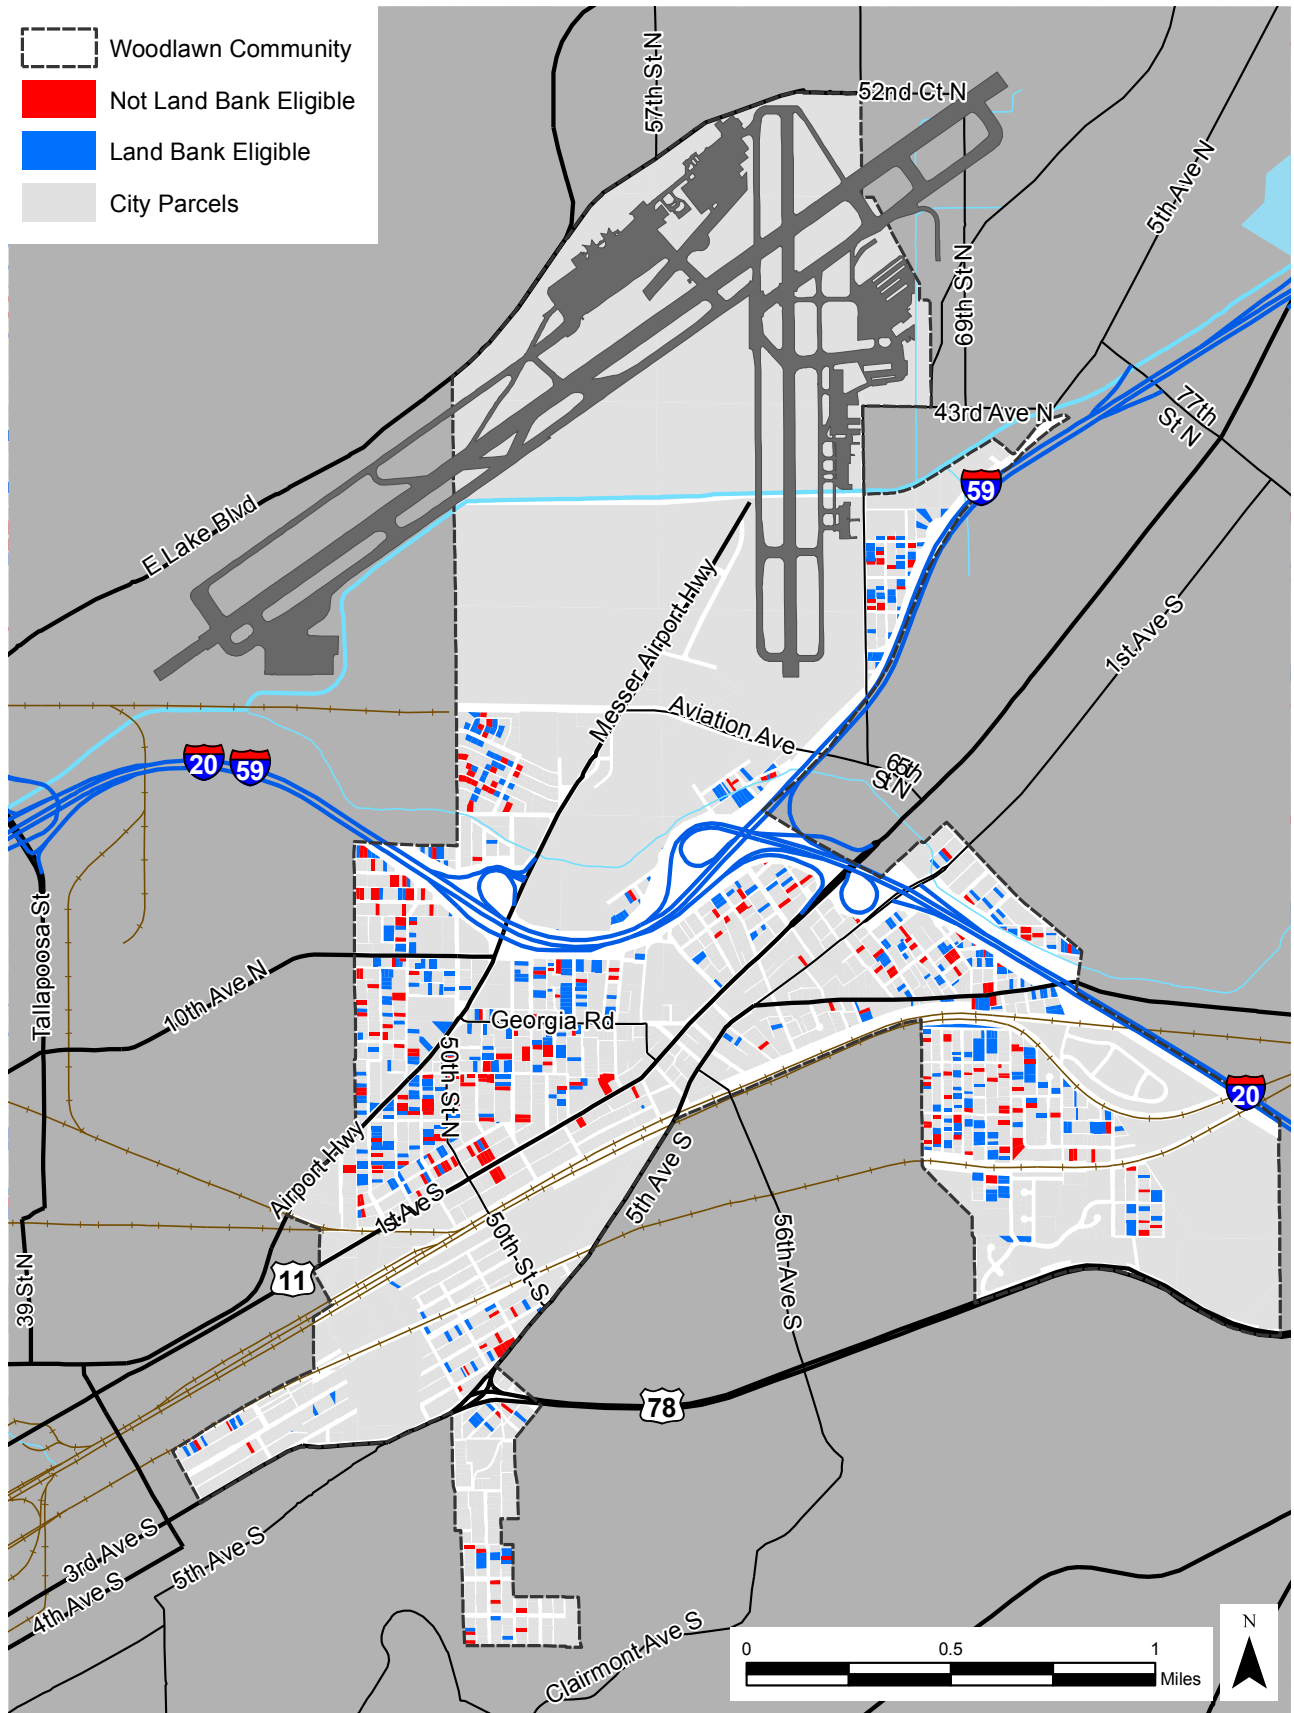 Woodlawn Community
Not Land Bank Eligible
Land Bank Eligible
City Parcels
57th St N
52nd Ct N
5th Ave N
69th St N
43rd Ave N
77th
St N
59
E Lake Blvd
1st Ave S
Messer Airport Hwy
Aviation Ave
65th
St N
20
59
Tallapoosa St
10th Ave N
Georgia Rd
50th St N
20
Airport Hwy
1st Ave S
5th Ave S
50th St S
56th Ave S
11
39 St N
78
3rd Ave S
4th Ave S
5th Ave S
Clairmont Ave S
0
0.5
1
Miles
N